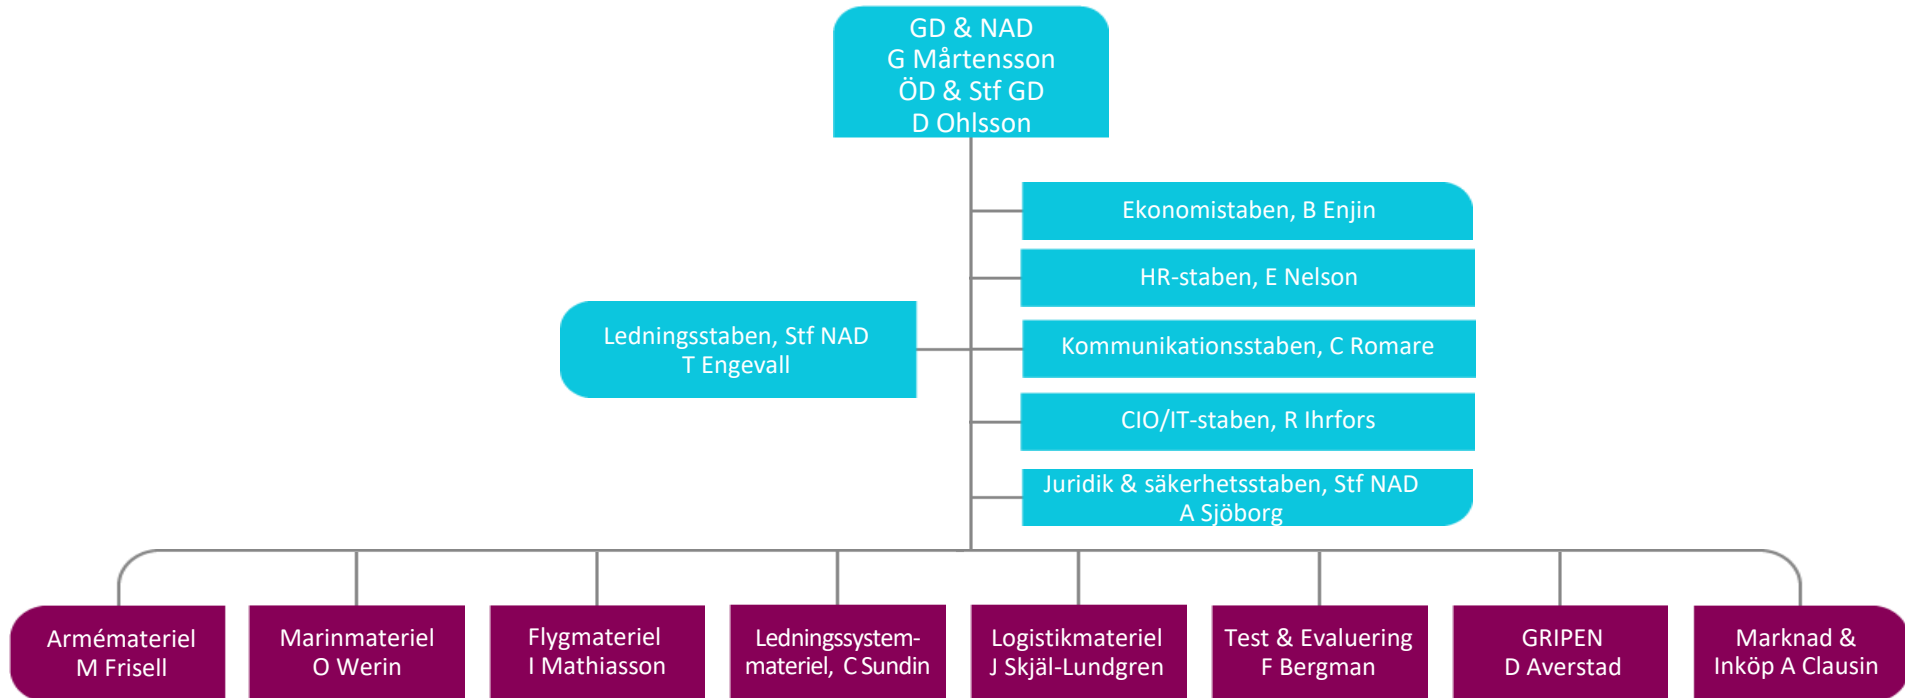 GD & NAD
G Mårtensson
ÖD & Stf GD
D Ohlsson
Ekonomistaben, B Enjin
HR-staben, E Nelson
Ledningsstaben, Stf NAD
T Engevall
Kommunikationsstaben, C Romare
CIO/IT-staben, R Ihrfors
Juridik & säkerhetsstaben, Stf NAD
A Sjöborg
Armémateriel
M Frisell
Marinmateriel
O Werin
Flygmateriel
I Mathiasson
Ledningssystem-
materiel, C Sundin
Logistikmateriel
J Skjäl-Lundgren
Test & Evaluering
F Bergman
GRIPEN
D Averstad
Marknad &
Inköp A Clausin